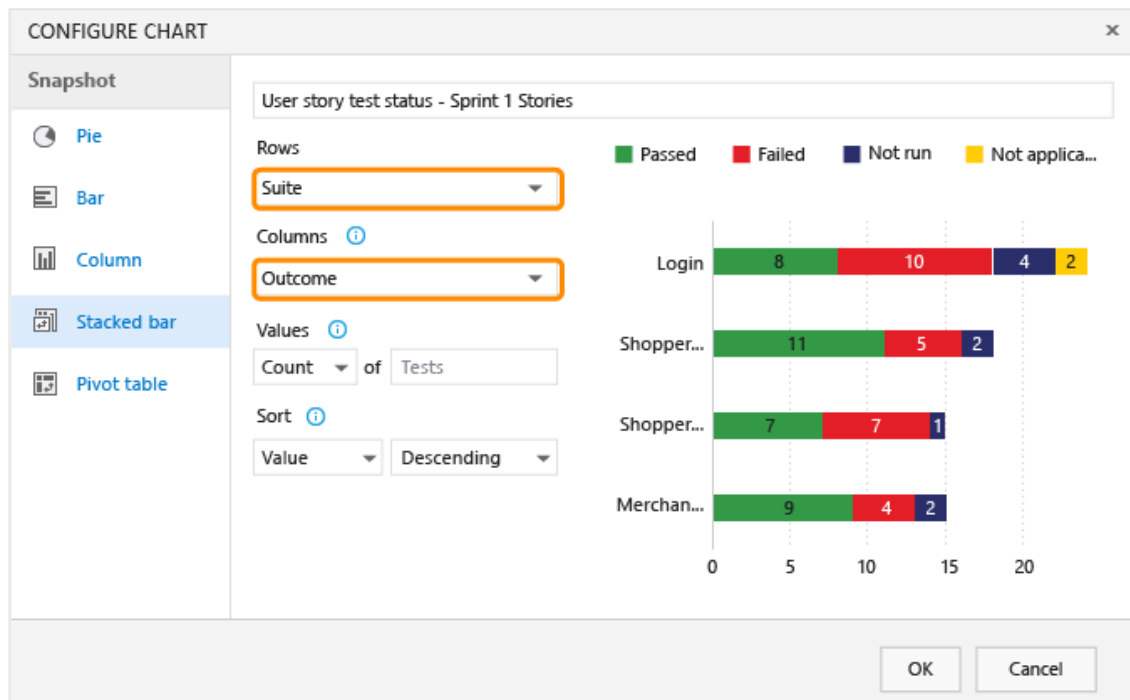 CONFIGURE CHART
Snapshot
Pie
Bar
Column
Stacked bar
Pivot table
User story test status - Sprint 1 Stories
Rows
Suite
Columns
Outcome
Values
Count of Tests
Sort
Value Descending
Passed Failed Not run Not applica...
Login 8 10 4 2
Shopper... 11 5 2
Shopper... 7 7 1
Merchan... 9 4 2
0 5 10 15 20
OK Cancel